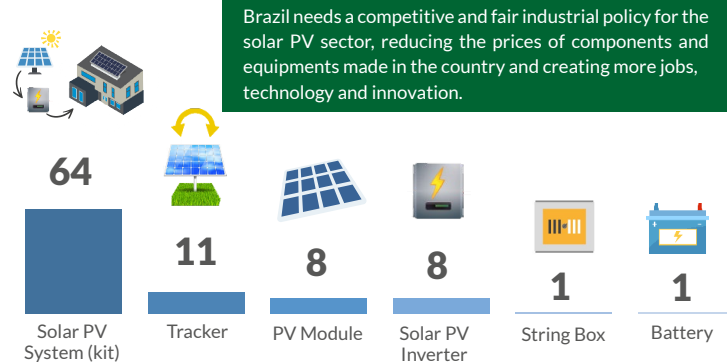 Brazil needs a competitive and fair industrial policy for the
solar PV sector, reducing the prices of components and
equipments made in the country and creating more jobs,
technology and innovation.
64
11
8
8
1
1
Solar PV
System (kit)
Tracker
PV Module
Solar PV
Inverter
String Box
Battery